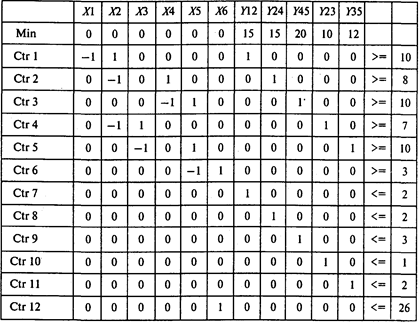 X1 X2 X3 X4 X5 X6 Y12 Y24 Y45 Y23 Y35
Min 0 0 0 0 0 0 15 15 20 10 12
Ctr 1 −1 1 0 0 0 0 1 0 0 0 0 >= 10
Ctr 2 0 −1 0 1 0 0 0 1 0 0 0 >= 8
Ctr 3 0 0 0 −1 1 0 0 0 1 0 0 >= 10
Ctr 4 0 −1 1 0 0 0 0 0 0 1 0 >= 7
Ctr 5 0 0 −1 0 1 0 0 0 0 0 1 >= 10
Ctr 6 0 0 0 0 −1 1 0 0 0 0 0 >= 3
Ctr 7 0 0 0 0 0 0 1 0 0 0 0 <= 2
Ctr 8 0 0 0 0 0 0 0 1 0 0 0 <= 2
Ctr 9 0 0 0 0 0 0 0 0 1 0 0 <= 3
Ctr 10 0 0 0 0 0 0 0 0 0 1 0 <= 1
Ctr 11 0 0 0 0 0 0 0 0 0 0 1 <= 2
Ctr 12 0 0 0 0 0 1 0 0 0 0 0 <= 26